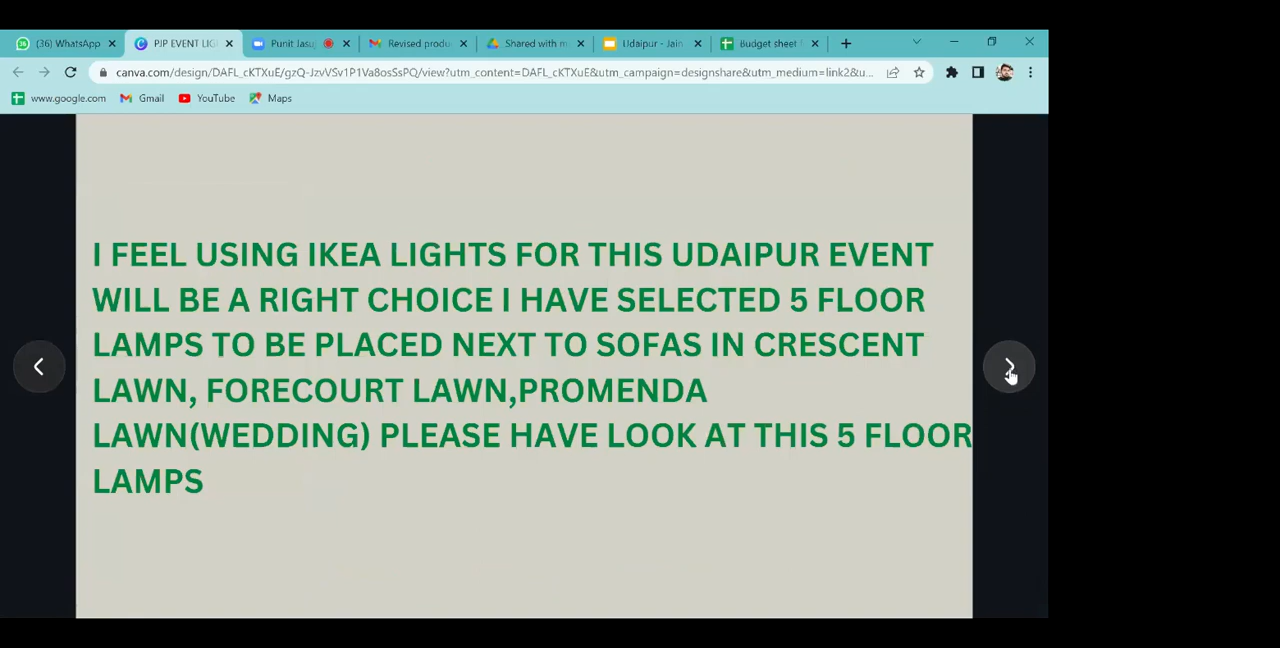 (36) WhatsApp
PJP EVENT LIG
Punit Jasuj
Revised produ
Shared with m
Udaipur - Jain
Budget sheet
canva.com/design/DAFL_cKTXuE/gzQ-JzvVSv1P1Va8osSsPQ/view?utm_content=DAFL_cKTXuE&utm_campaign=designshare&utm_medium=link2&u...
www.google.com Gmail YouTube Maps
I FEEL USING IKEA LIGHTS FOR THIS UDAIPUR EVENT
WILL BE A RIGHT CHOICE I HAVE SELECTED 5 FLOOR
LAMPS TO BE PLACED NEXT TO SOFAS IN CRESCENT
LAWN, FORECOURT LAWN,PROMENDA
LAWN(WEDDING) PLEASE HAVE LOOK AT THIS 5 FLOOR
LAMPS